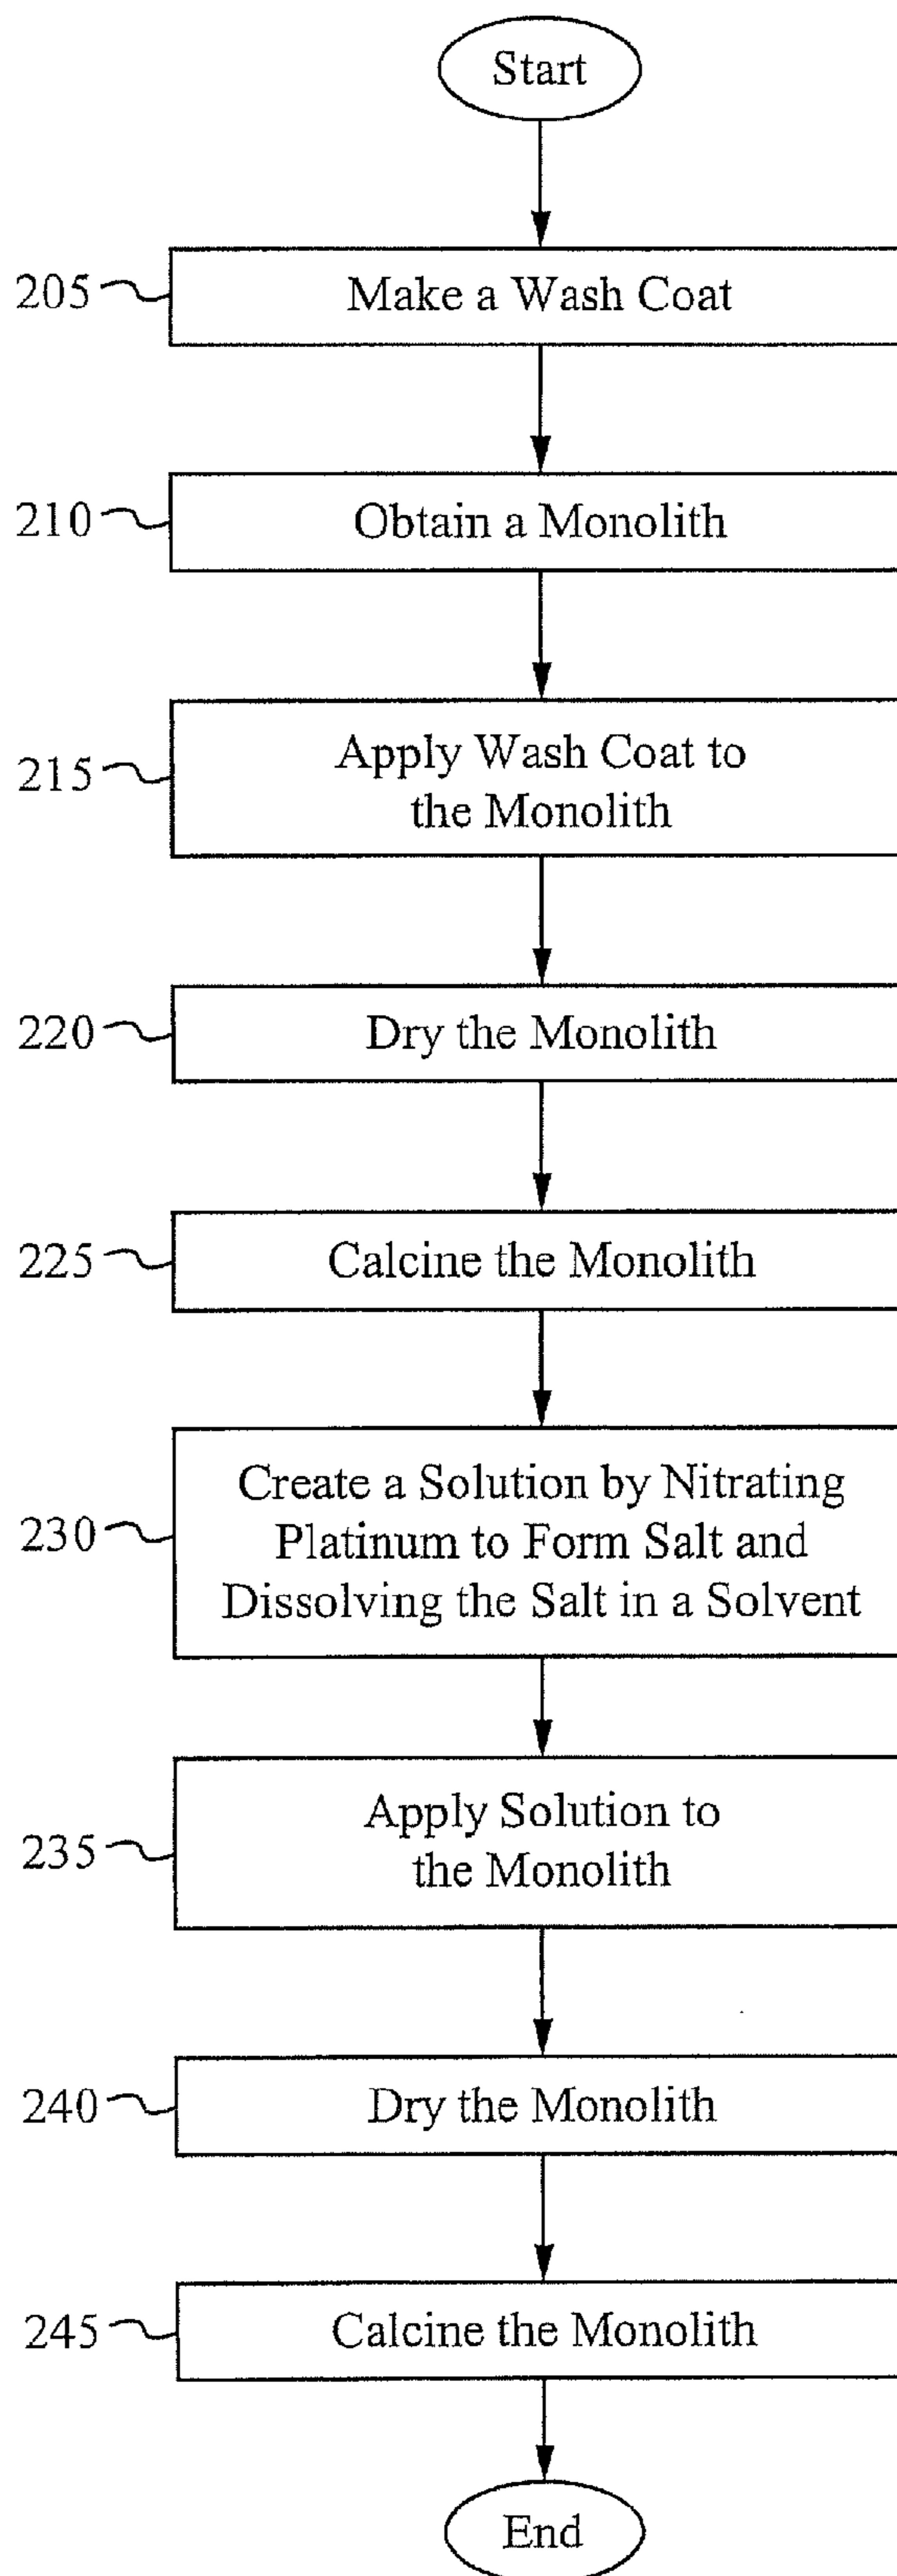 Start
205
Make a Wash Coat
210
Obtain a Monolith
215
Apply Wash Coat to
the Monolith
220
Dry the Monolith
225
Calcine the Monolith
230
Create a Solution by Nitrating
Platinum to Form Salt and
Dissolving the Salt in a Solvent
235
Apply Solution to
the Monolith
240
Dry the Monolith
245
Calcine the Monolith
End